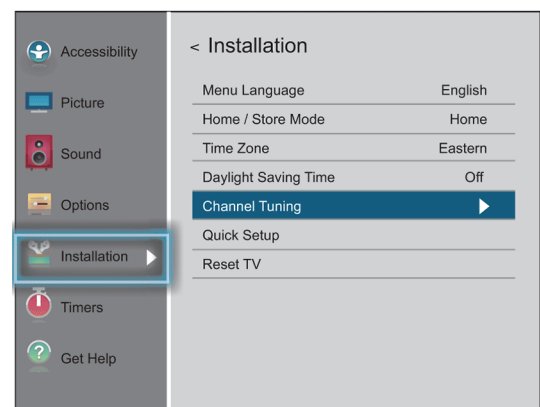 Accessibility
Picture
Sound
Options
Installation
Timers
Get Help
< Installation
Menu Language English
Home / Store Mode Home
Time Zone Eastern
Daylight Saving Time Off
Channel Tuning
Quick Setup
Reset TV